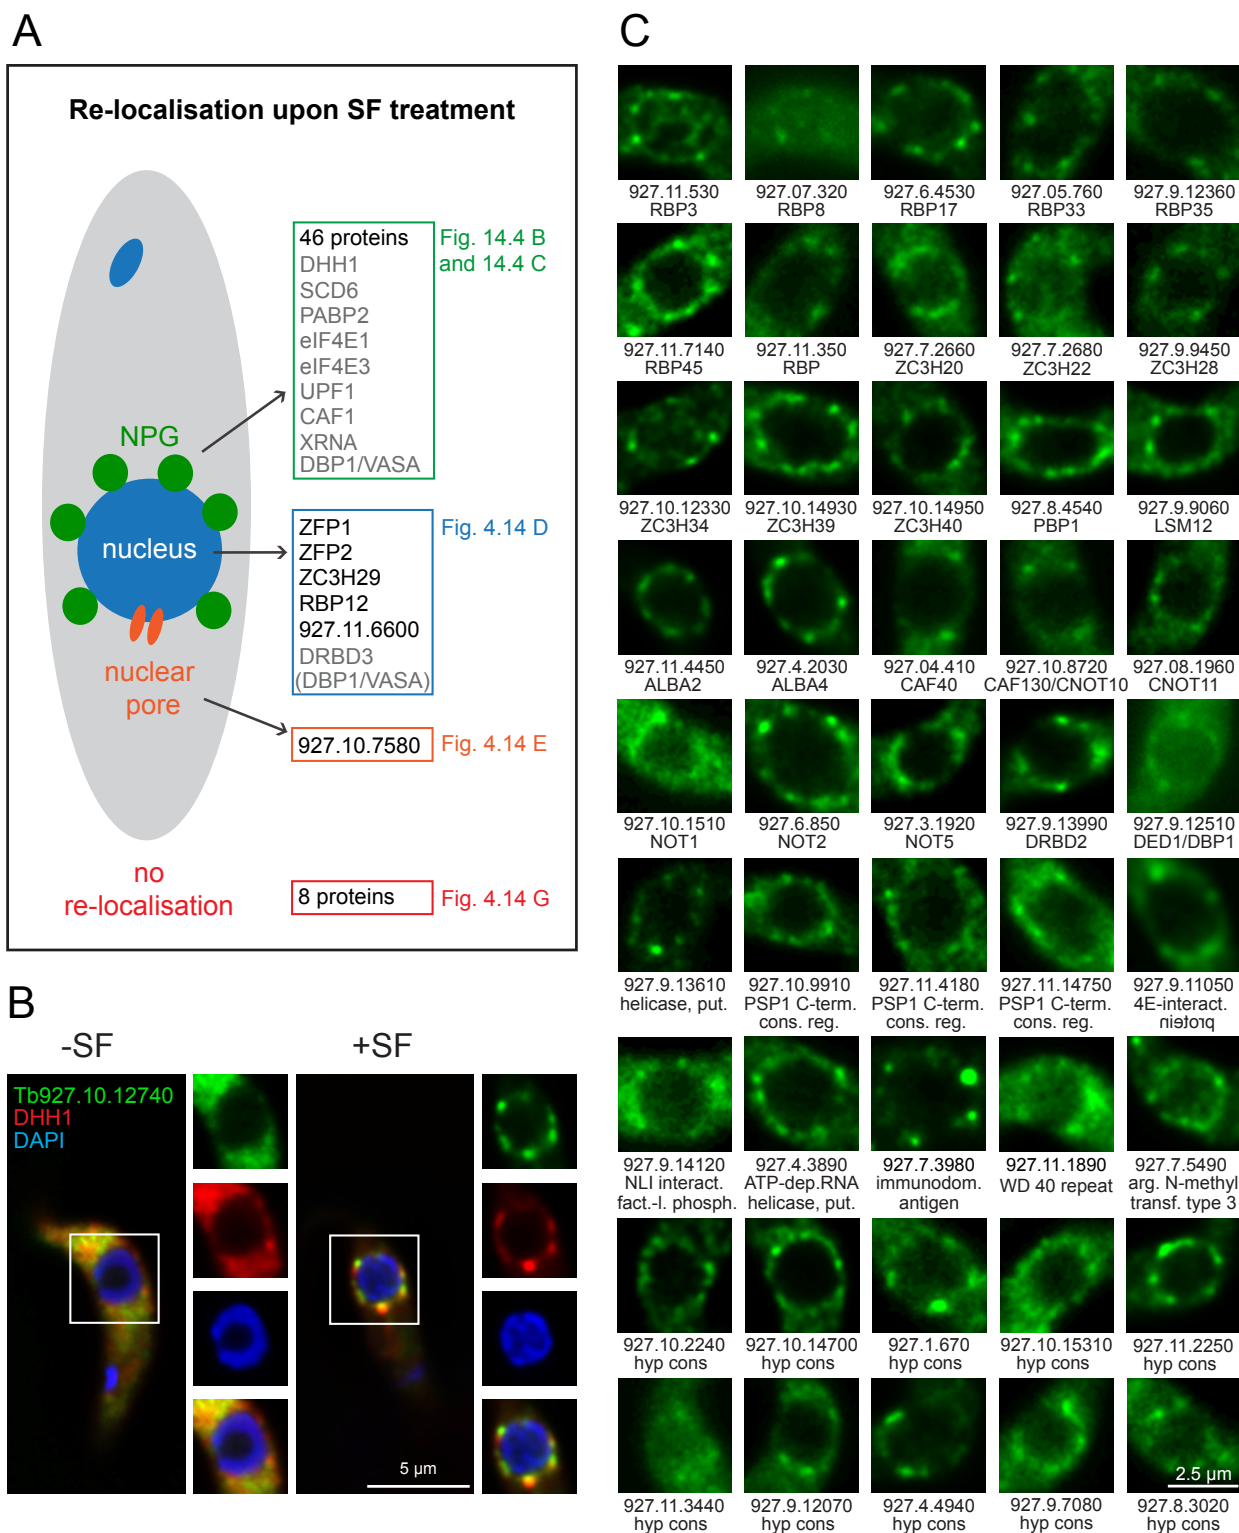 A
Re-localisation upon SF treatment
46 proteins
DHH1
SCD6
PABP2
eIF4E1
eIF4E3
UPF1
CAF1
XRNA
DBP1/VASA
Fig. 14.4 B
and 14.4 C
NPG
nucleus
ZFP1
ZFP2
ZC3H29
RBP12
927.11.6600
DRBD3
(DBP1/VASA)
Fig. 4.14 D
nuclear
pore
927.10.7580
Fig. 4.14 E
no
re-localisation
8 proteins
Fig. 4.14 G
B
-SF
+SF
Tb927.10.12740
DHH1
DAPI
5 µm
C
927.11.530
RBP3
927.07.320
RBP8
927.6.4530
RBP17
927.05.760
RBP33
927.9.12360
RBP35
927.11.7140
RBP45
927.11.350
RBP
927.7.2660
ZC3H20
927.7.2680
ZC3H22
927.9.9450
ZC3H28
927.10.12330
ZC3H34
927.10.14930
ZC3H39
927.10.14950
ZC3H40
927.8.4540
PBP1
927.9.9060
LSM12
927.11.4450
ALBA2
927.4.2030
ALBA4
927.04.410
CAF40
927.10.8720
CAF130/CNOT10
927.08.1960
CNOT11
927.10.1510
NOT1
927.6.850
NOT2
927.3.1920
NOT5
927.9.13990
DRBD2
927.9.12510
DED1/DBP1
927.9.13610
helicase, put.
927.10.9910
PSP1 C-term.
cons. reg.
927.11.4180
PSP1 C-term.
cons. reg.
927.11.14750
PSP1 C-term.
cons. reg.
927.9.11050
4E-interact.
protein
927.9.14120
NLI interact.
fact.-l. phosph.
927.4.3890
ATP-dep.RNA
helicase, put.
927.7.3980
immunodom.
antigen
927.11.1890
WD 40 repeat
927.7.5490
arg. N-methyl
transf. type 3
927.10.2240
hyp cons
927.10.14700
hyp cons
927.1.670
hyp cons
927.10.15310
hyp cons
927.11.2250
hyp cons
2.5 µm
927.11.3440
hyp cons
927.9.12070
hyp cons
927.4.4940
hyp cons
927.9.7080
hyp cons
927.8.3020
hyp cons